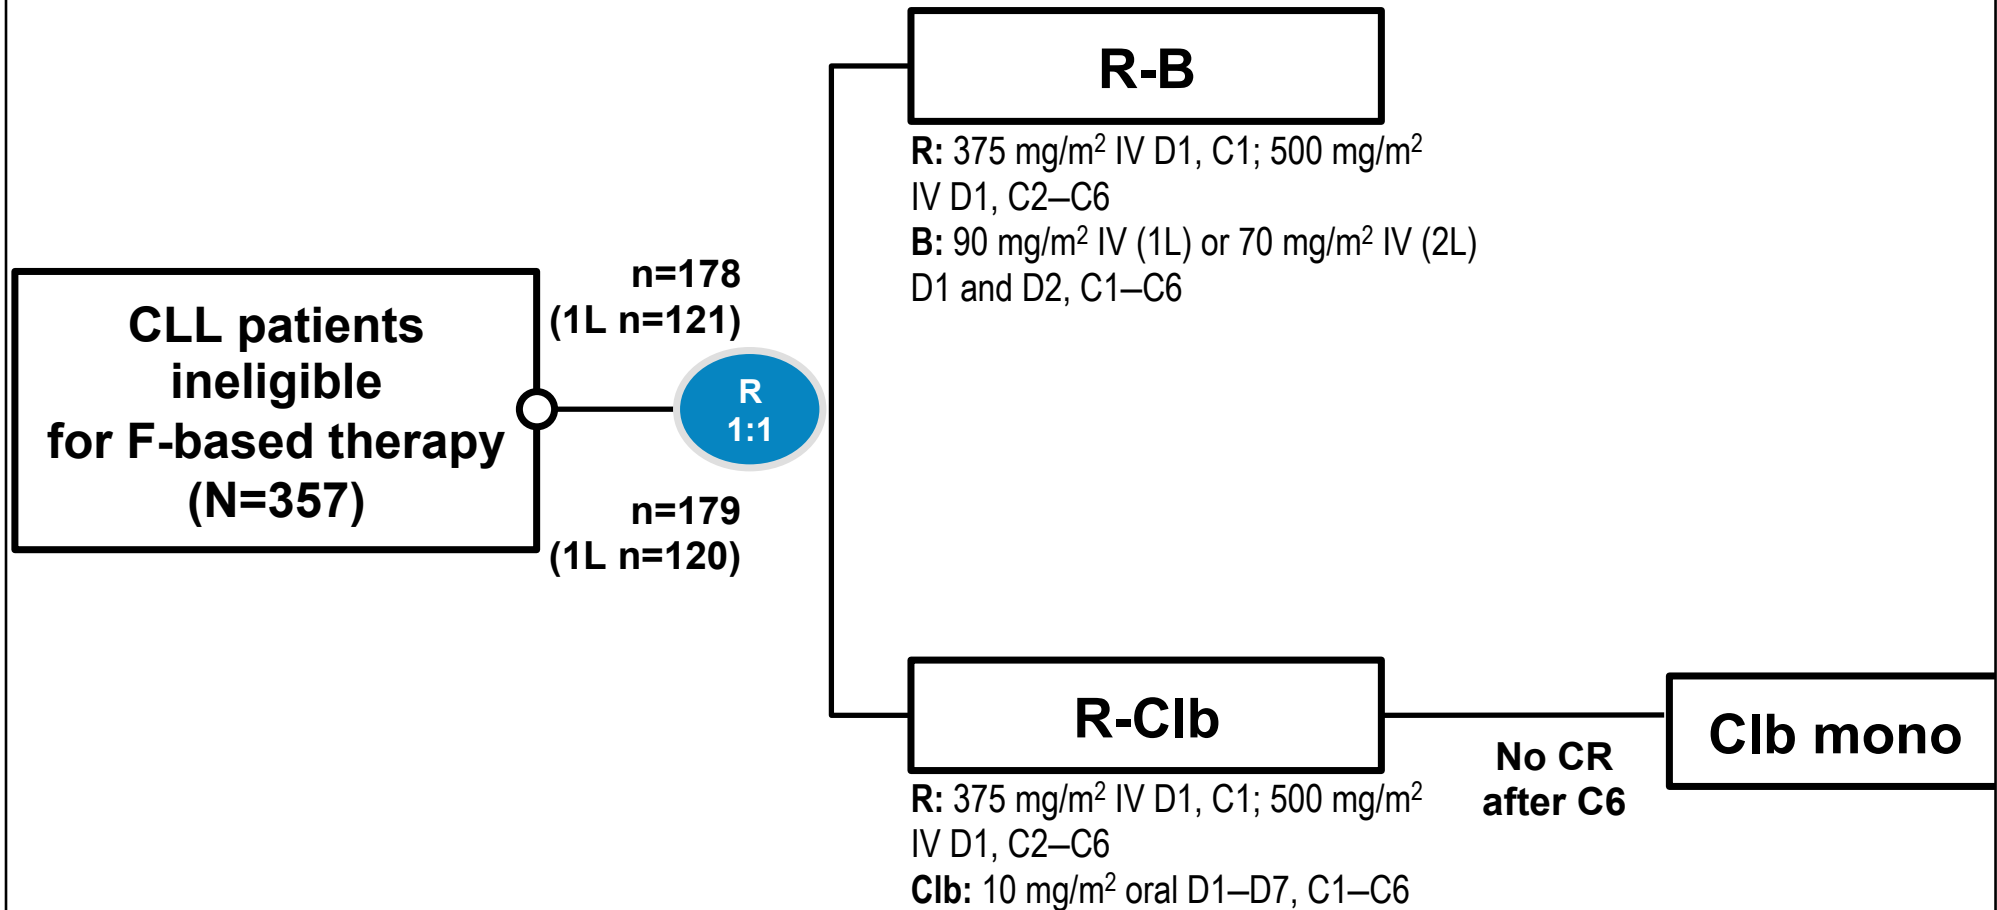 CLL patients
ineligible
for F-based therapy
(N=357)
n=178
(1L n=121)
R
1:1
n=179
(1L n=120)
R-B
R: 375 mg/m² IV D1, C1; 500 mg/m²
IV D1, C2–C6
B: 90 mg/m² IV (1L) or 70 mg/m² IV (2L)
D1 and D2, C1–C6
R-Clb
R: 375 mg/m² IV D1, C1; 500 mg/m²
IV D1, C2–C6
Clb: 10 mg/m² oral D1–D7, C1–C6
No CR
after C6
Clb mono